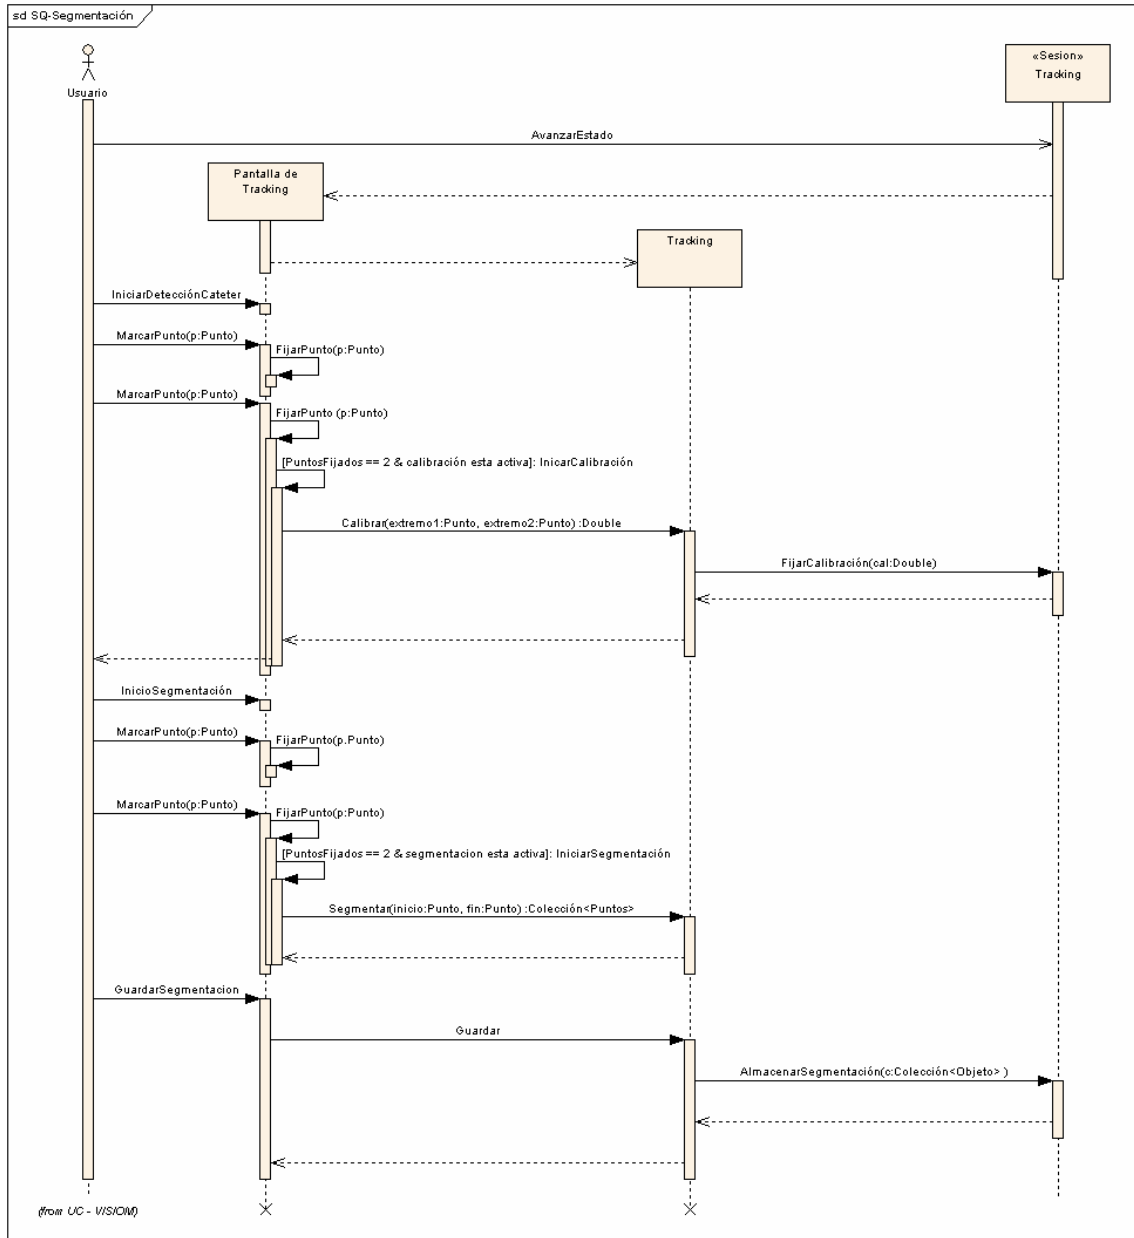 sd SQ-Segmentación
«Sesion»
Tracking
Usuario
AvanzarEstado
Pantalla de
Tracking
Tracking
IniciarDetecciónCateter
MarcarPunto(p:Punto)
FijarPunto(p:Punto)
MarcarPunto(p:Punto)
FijarPunto (p:Punto)
[PuntosFijados == 2 & calibración esta activa]: InicarCalibración
Calibrar(extremo1:Punto, extremo2:Punto) :Double
FijarCalibración(cal:Double)
InicioSegmentación
MarcarPunto(p:Punto)
FijarPunto(p.Punto)
MarcarPunto(p:Punto)
FijarPunto(p:Punto)
[PuntosFijados == 2 & segmentacion esta activa]: IniciarSegmentación
Segmentar(inicio:Punto, fin:Punto) :Colección<Puntos>
GuardarSegmentacion
Guardar
AlmacenarSegmentación(c:Colección<Objeto> )
(from UC - VISIOM)